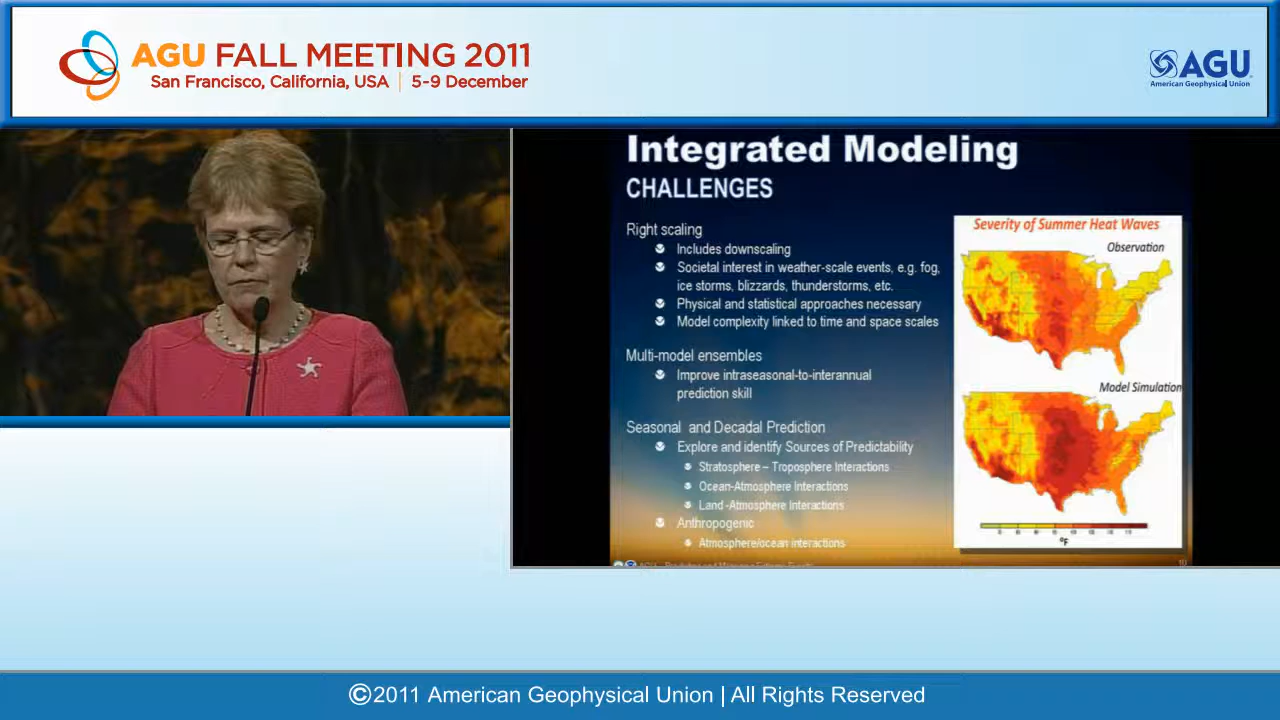 AGU FALL MEETING 2011
San Francisco, California, USA | 5-9 December
AGU
American Geophysical Union
Integrated Modeling
CHALLENGES
Right scaling
Includes downscaling
Societal interest in weather-scale events, e.g. fog,
ice storms, blizzards, thunderstorms, etc.
Physical and statistical approaches necessary
Model complexity linked to time and space scales
Multi-model ensembles
Improve intraseasonal-to-interannual
prediction skill
Seasonal and Decadal Prediction
Explore and identify Sources of Predictability
Stratosphere – Troposphere Interactions
Ocean-Atmosphere Interactions
Land -Atmosphere Interactions
Anthropogenic
Atmosphere/ocean interactions
Severity of Summer Heat Waves
Observation
Model Simulation
°F
©2011 American Geophysical Union | All Rights Reserved